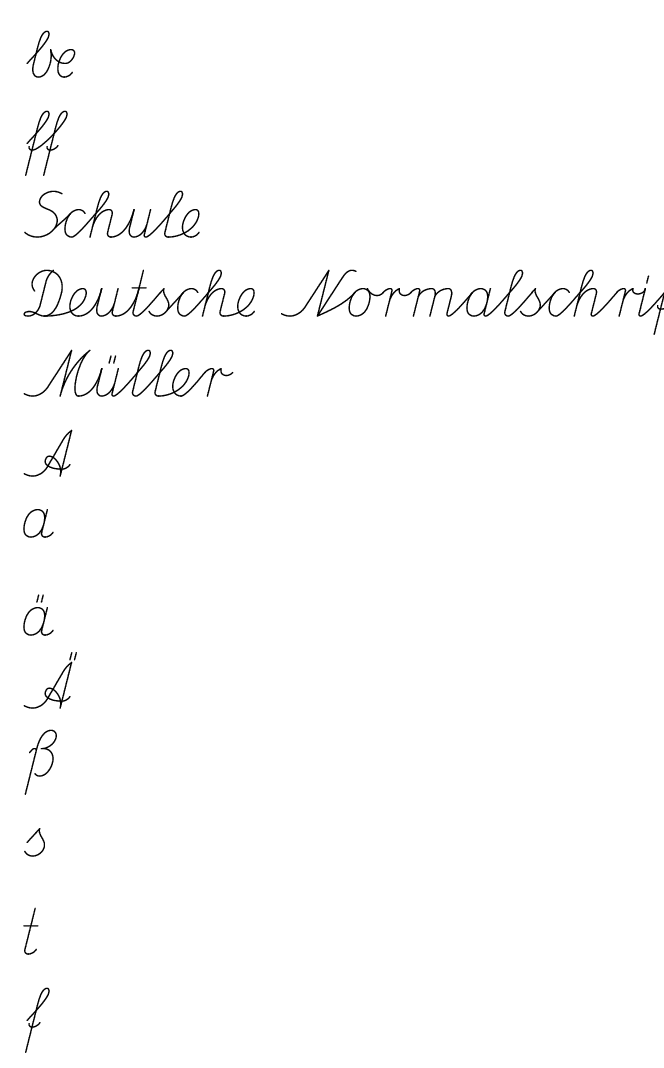 be
ff
Schule
Deutsche Normalschrif
Müller
A
a
ä
Ä
ß
s
t
f